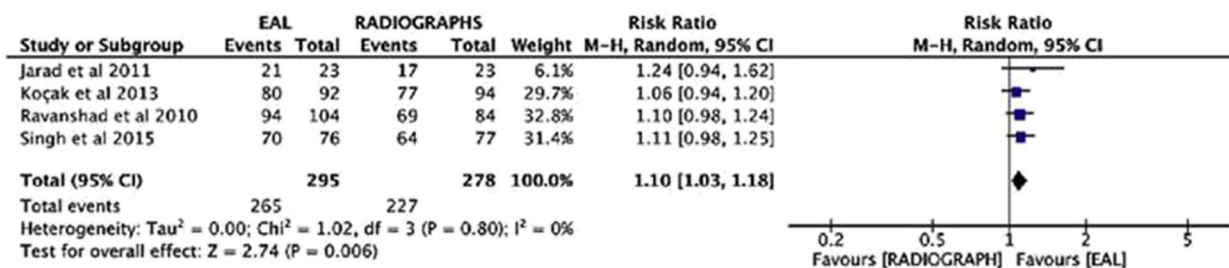 EAL RADIOGRAPHS Risk Ratio Risk Ratio
Study or Subgroup Events Total Events Total Weight M-H, Random, 95% CI M-H, Random, 95% CI
Jarad et al 2011 21 23 17 23 6.1% 1.24 [0.94, 1.62]
Koçak et al 2013 80 92 77 94 29.7% 1.06 [0.94, 1.20]
Ravanshad et al 2010 94 104 69 84 32.8% 1.10 [0.98, 1.24]
Singh et al 2015 70 76 64 77 31.4% 1.11 [0.98, 1.25]
Total (95% CI) 295 278 100.0% 1.10 [1.03, 1.18]
Total events 265 227
Heterogeneity: Tau² = 0.00; Chi² = 1.02, df = 3 (P = 0.80); I² = 0%
Test for overall effect: Z = 2.74 (P = 0.006)
0.2 0.5 1 2 5
Favours [RADIOGRAPH] Favours [EAL]